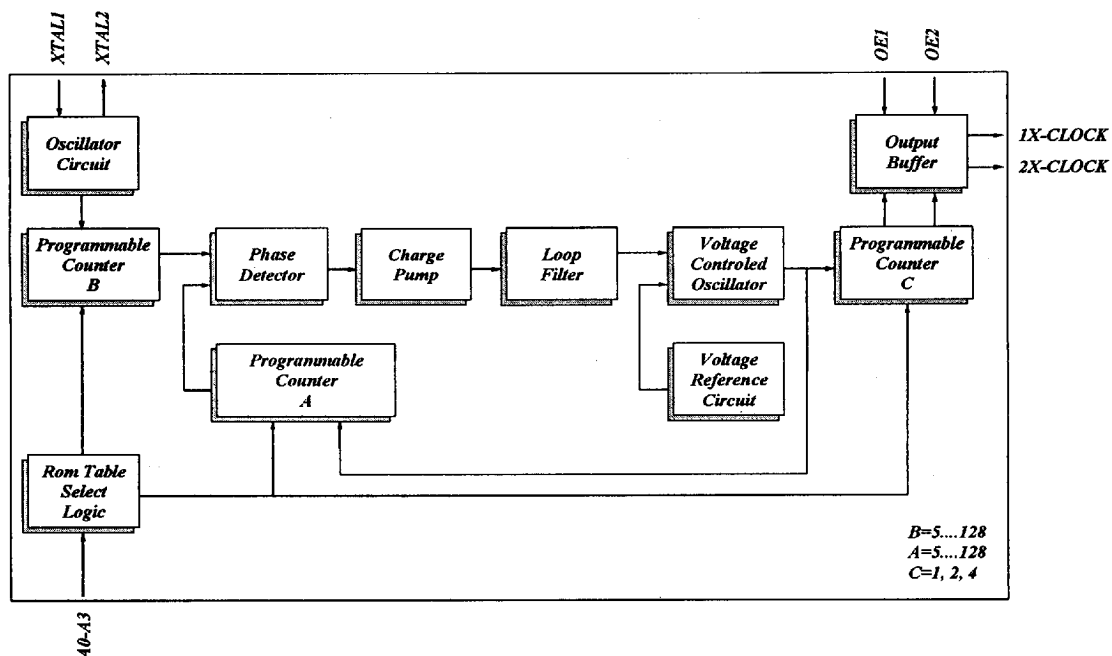 XTAL1
XTAL2
OE1
OE2
Oscillator
Circuit
Output
Buffer
1X-CLOCK
2X-CLOCK
Programmable
Counter
B
Phase
Detector
Charge
Pump
Loop
Filter
Voltage
Controled
Oscillator
Programmable
Counter
C
Programmable
Counter
A
Voltage
Reference
Circuit
Rom Table
Select
Logic
B=5....128
A=5....128
C=1, 2, 4
A0-A3